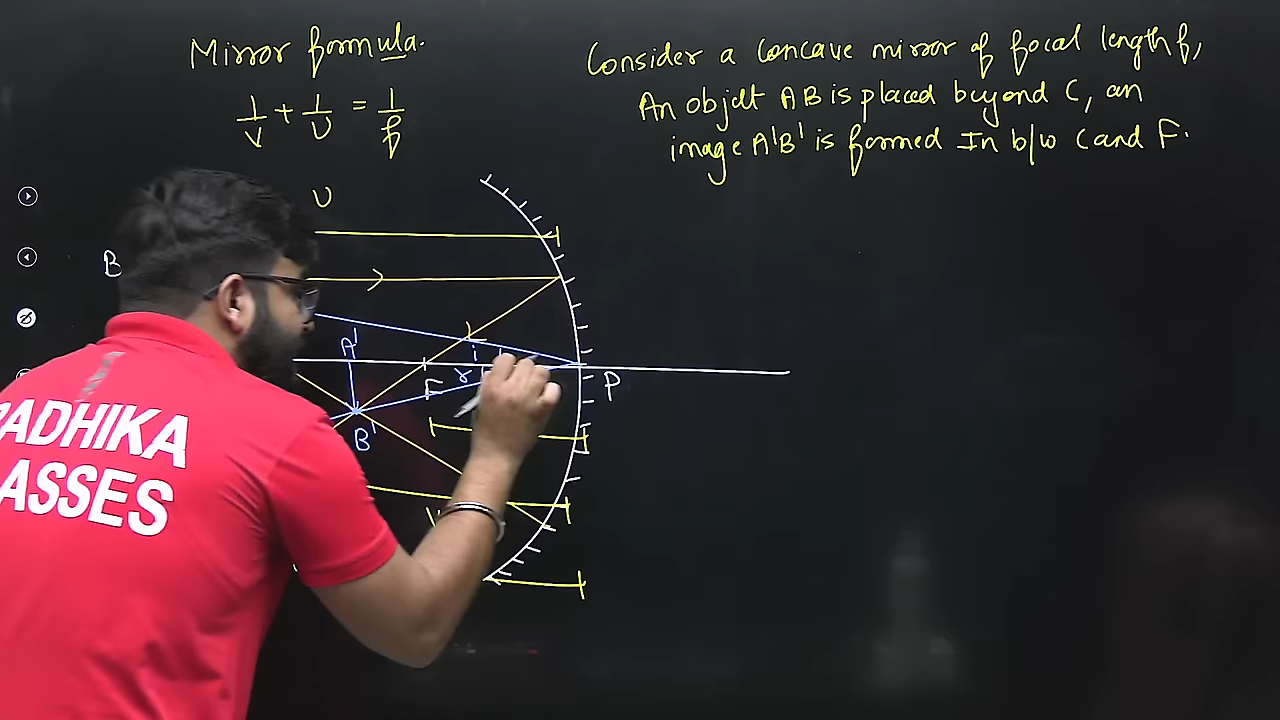 Mirror formula.
1/v + 1/u = 1/f
Consider a concave mirror of focal length f,
An object AB is placed beyond C, an
image A'B' is formed In b/w C and F.
U
B
A'
i
r
F
P
B'
RADHIKA
ASSES